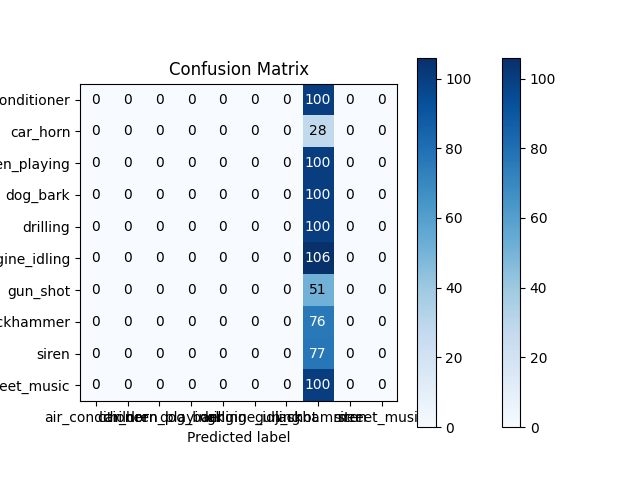 Confusion Matrix
onditioner 0 0 0 0 0 0 0 100 0 0
car_horn 0 0 0 0 0 0 0 28 0 0
en_playing 0 0 0 0 0 0 0 100 0 0
dog_bark 0 0 0 0 0 0 0 100 0 0
drilling 0 0 0 0 0 0 0 100 0 0
gine_idling 0 0 0 0 0 0 0 106 0 0
gun_shot 0 0 0 0 0 0 0 51 0 0
ckhammer 0 0 0 0 0 0 0 76 0 0
siren 0 0 0 0 0 0 0 77 0 0
eet_music 0 0 0 0 0 0 0 100 0 0
Predicted label
100
80
60
40
20
0
100
80
60
40
20
0